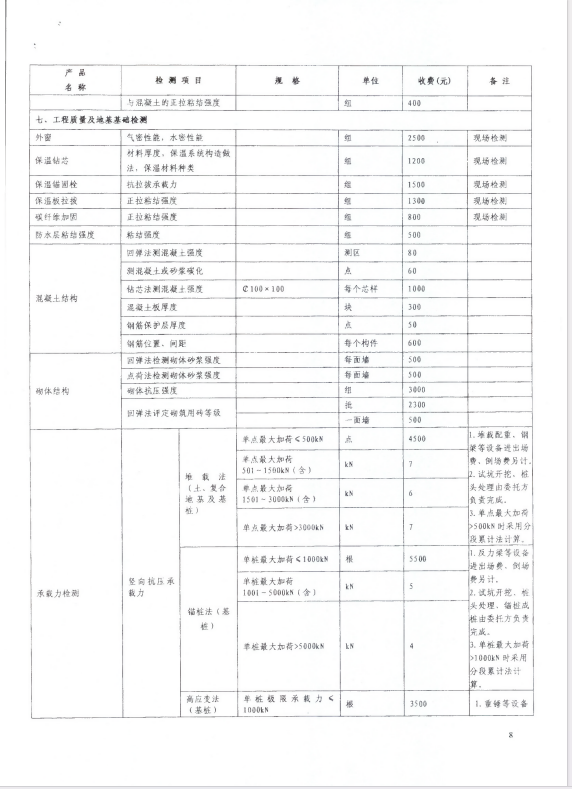 产 品
名 称
检 测 项 目
规 格
单位
收费(元)
备 注
与混凝土的正拉粘结强度
组
400
七、工程质量及地基基础检测
外窗
气密性能、水密性能
组
2500
现场检测
保温钻芯
材料厚度、保温系统构造做
法、保温材料种类
组
1200
现场检测
保温锚固栓
抗拉拔承载力
组
1500
现场检测
保温板拉拔
正拉粘结强度
组
1300
现场检测
碳纤维加固
正拉粘结强度
组
800
现场检测
防水层粘结强度
粘结强度
组
500
混凝土结构
回弹法测混凝土强度
测区
80
测混凝土或砂浆碳化
点
60
钻芯法测混凝土强度
₵100×100
每个芯样
1000
混凝土板厚度
块
300
钢筋保护层厚度
点
50
钢筋位置、间距
每个构件
600
砌体结构
回弹法检测砌体砂浆强度
每面墙
500
点荷法检测砌体砂浆强度
每面墙
500
砌体抗压强度
组
3000
回弹法评定砌筑用砖等级
批
2300
一面墙
500
承载力检测
竖向抗压承
载力
堆 载 法
（土、复合
地基及基
桩）
单点最大加荷≤500kN
点
4500
单点最大加荷
501－1500kN（含）
kN
7
单点最大加荷
1501－3000kN（含）
kN
6
单点最大加荷>3000kN
kN
7
1.堆载配重、钢
梁等设备进出场
费、倒场费另计。
2.试坑开挖、桩
头处理由委托方
负责完成。
3.单点最大加荷
>500kN时采用分
段累计法计算。
锚桩法（基
桩）
单桩最大加荷≤1000kN
根
5500
单桩最大加荷
1001－5000kN（含）
kN
5
单桩最大加荷>5000kN
kN
4
1.反力梁等设备
进出场费、倒场
费另计。
2.试坑开挖、桩
头处理、锚桩成
桩由委托方负责
完成。
3.单桩最大加荷
>1000kN时采用
分段累计法计
算。
高应变法
（基桩）
单桩极限承载力≤
1000kN
根
3500
1.重锤等设备
8